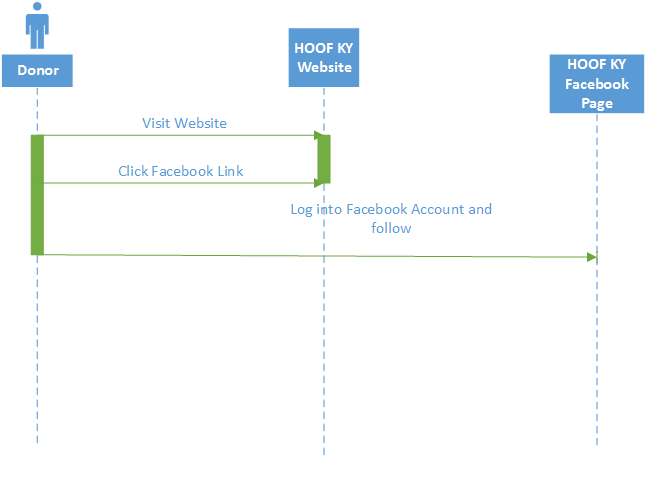 Donor
HOOF KY
Website
HOOF KY
Facebook
Page
Visit Website
Click Facebook Link
Log into Facebook Account and
follow